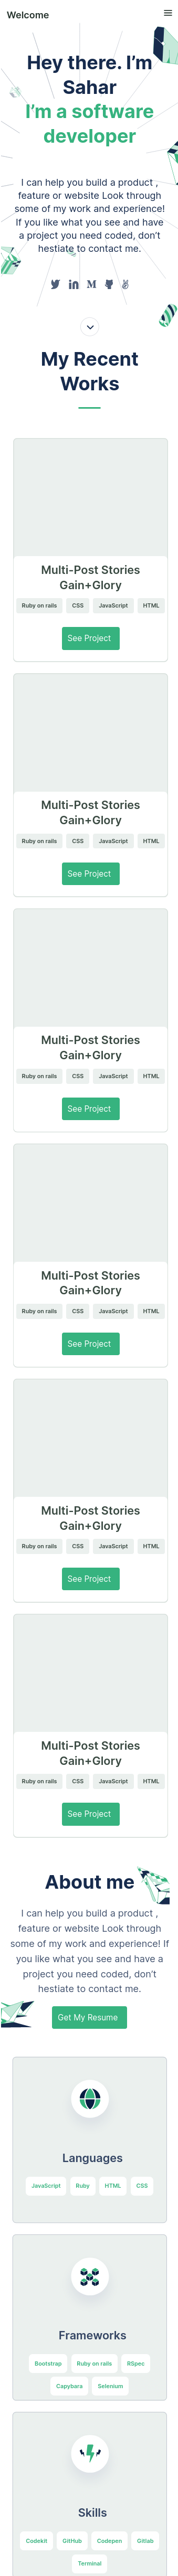 Welcome
Hey there. I'm
Sahar
I'm a software
developer
I can help you build a product ,
feature or website Look through
some of my work and experience!
If you like what you see and have
a project you need coded, don't
hestiate to contact me.
My Recent
Works
Multi-Post Stories
Gain+Glory
Ruby on rails CSS JavaScript HTML
See Project
Multi-Post Stories
Gain+Glory
Ruby on rails CSS JavaScript HTML
See Project
Multi-Post Stories
Gain+Glory
Ruby on rails CSS JavaScript HTML
See Project
Multi-Post Stories
Gain+Glory
Ruby on rails CSS JavaScript HTML
See Project
Multi-Post Stories
Gain+Glory
Ruby on rails CSS JavaScript HTML
See Project
Multi-Post Stories
Gain+Glory
Ruby on rails CSS JavaScript HTML
See Project
About me
I can help you build a product ,
feature or website Look through
some of my work and experience! If
you like what you see and have a
project you need coded, don't
hestiate to contact me.
Get My Resume
Languages
JavaScript Ruby HTML CSS
Frameworks
Bootstrap Ruby on rails RSpec
Capybara Selenium
Skills
Codekit GitHub Codepen Gitlab
Terminal